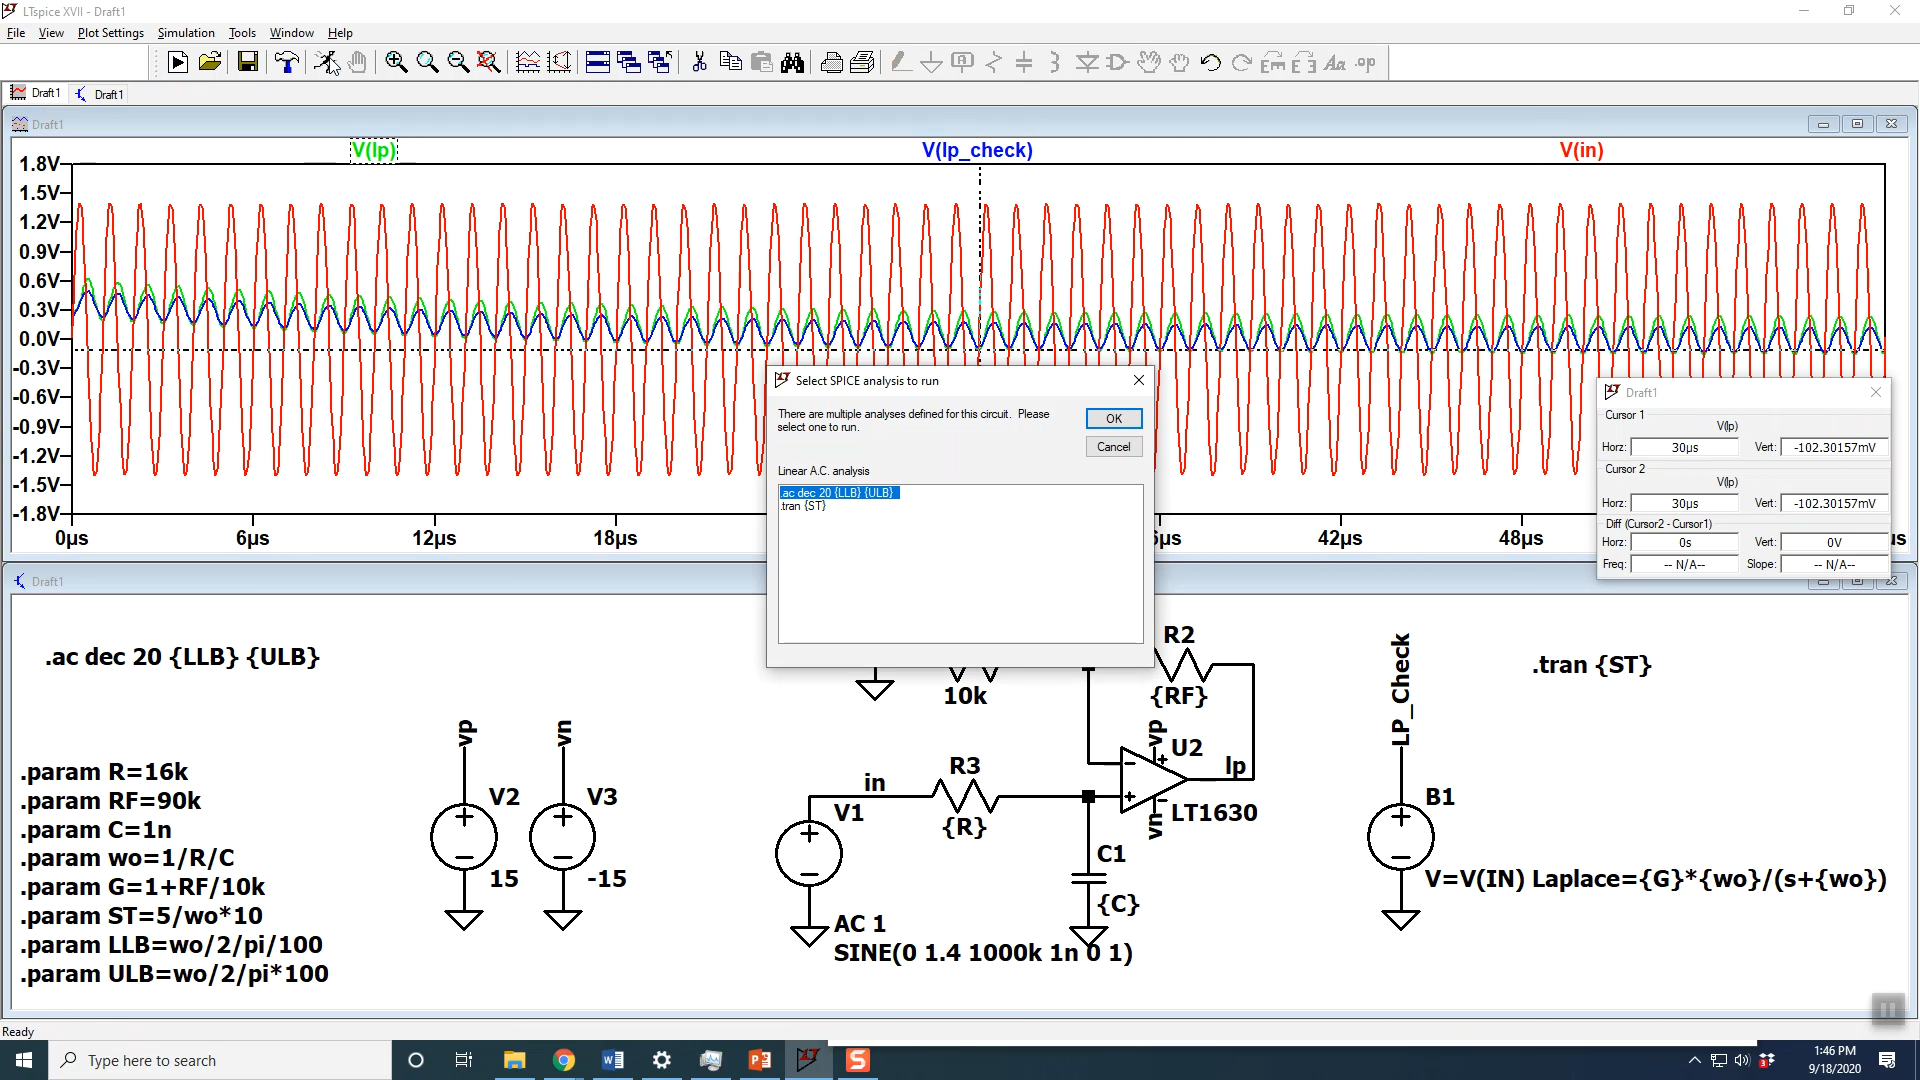 LTspice XVII - Draft1
File View Plot Settings Simulation Tools Window Help
Draft1 Draft1
Draft1
V(lp) V(lp_check) V(in)
1.8V
1.5V
1.2V
0.9V
0.6V
0.3V
0.0V
-0.3V
-0.6V
-0.9V
-1.2V
-1.5V
-1.8V
0µs 6µs 12µs 18µs 42µs 48µs
Select SPICE analysis to run
There are multiple analyses defined for this circuit. Please
select one to run.
OK
Cancel
Linear A.C. analysis
.ac dec 20 {LLB} {ULB}
.tran {ST}
Draft1
Cursor 1
V(lp)
Horz: 30µs Vert: -102.30157mV
Cursor 2
V(lp)
Horz: 30µs Vert: -102.30157mV
Diff (Cursor2 - Cursor1)
Horz: 0s Vert: 0V
Freq: -- N/A-- Slope: -- N/A--
Draft1
.ac dec 20 {LLB} {ULB}
.param R=16k
.param RF=90k
.param C=1n
.param wo=1/R/C
.param G=1+RF/10k
.param ST=5/wo*10
.param LLB=wo/2/pi/100
.param ULB=wo/2/pi*100
vp
V2
15
vn
V3
-15
10k
R2
{RF}
in
R3
{R}
V1
AC 1
SINE(0 1.4 1000k 1n 0 1)
C1
{C}
vp
U2
lp
LT1630
vn
LP_Check
B1
V=V(IN) Laplace={G}*{wo}/(s+{wo})
.tran {ST}
Ready
Type here to search
1:46 PM
9/18/2020